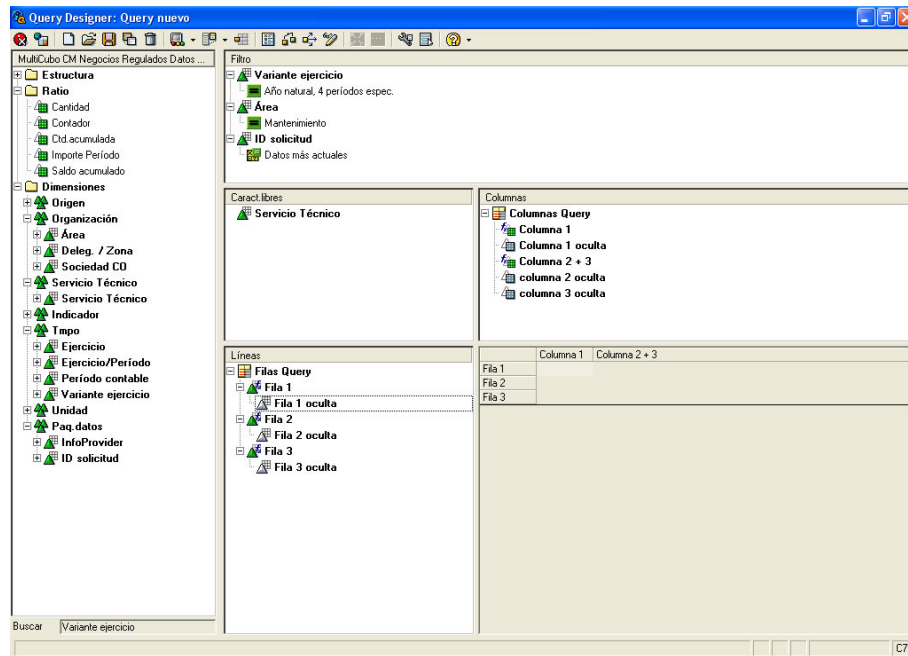 Query Designer: Query nuevo
MultiCubo CM Negocios Regulados Datos ...
Estructura
Ratio
Cantidad
Contador
Ctd.acumulada
Importe Período
Saldo acumulado
Dimensiones
Origen
Organización
Área
Deleg. / Zona
Sociedad CO
Servicio Técnico
Servicio Técnico
Indicador
Tmpo
Ejercicio
Ejercicio/Período
Período contable
Variante ejercicio
Unidad
Paq.datos
InfoProvider
ID solicitud
Buscar
Variante ejercicio
Filtro
Variante ejercicio
Año natural, 4 períodos espec.
Área
Mantenimiento
ID solicitud
Datos más actuales
Caract.libres
Servicio Técnico
Columnas
Columnas Query
Columna 1
Columna 1 oculta
Columna 2 + 3
columna 2 oculta
columna 3 oculta
Líneas
Filas Query
Fila 1
Fila 1 oculta
Fila 2
Fila 2 oculta
Fila 3
Fila 3 oculta
Columna 1 Columna 2 + 3
Fila 1
Fila 2
Fila 3
C7